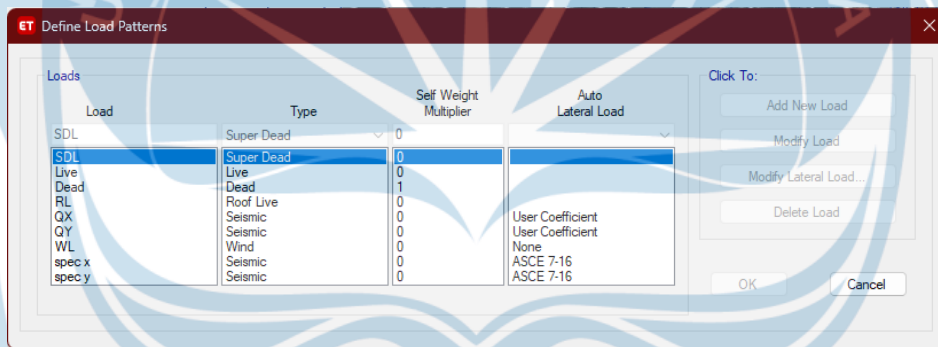 ET Define Load Patterns
Loads
Click To:
Load Type Self Weight Multiplier Auto Lateral Load
SDL Super Dead 0
SDL Super Dead 0
Live Live 0
Dead Dead 1
RL Roof Live 0
QX Seismic 0 User Coefficient
QY Seismic 0 User Coefficient
WL Wind 0 None
spec x Seismic 0 ASCE 7-16
spec y Seismic 0 ASCE 7-16
Add New Load
Modify Load
Modify Lateral Load...
Delete Load
OK Cancel